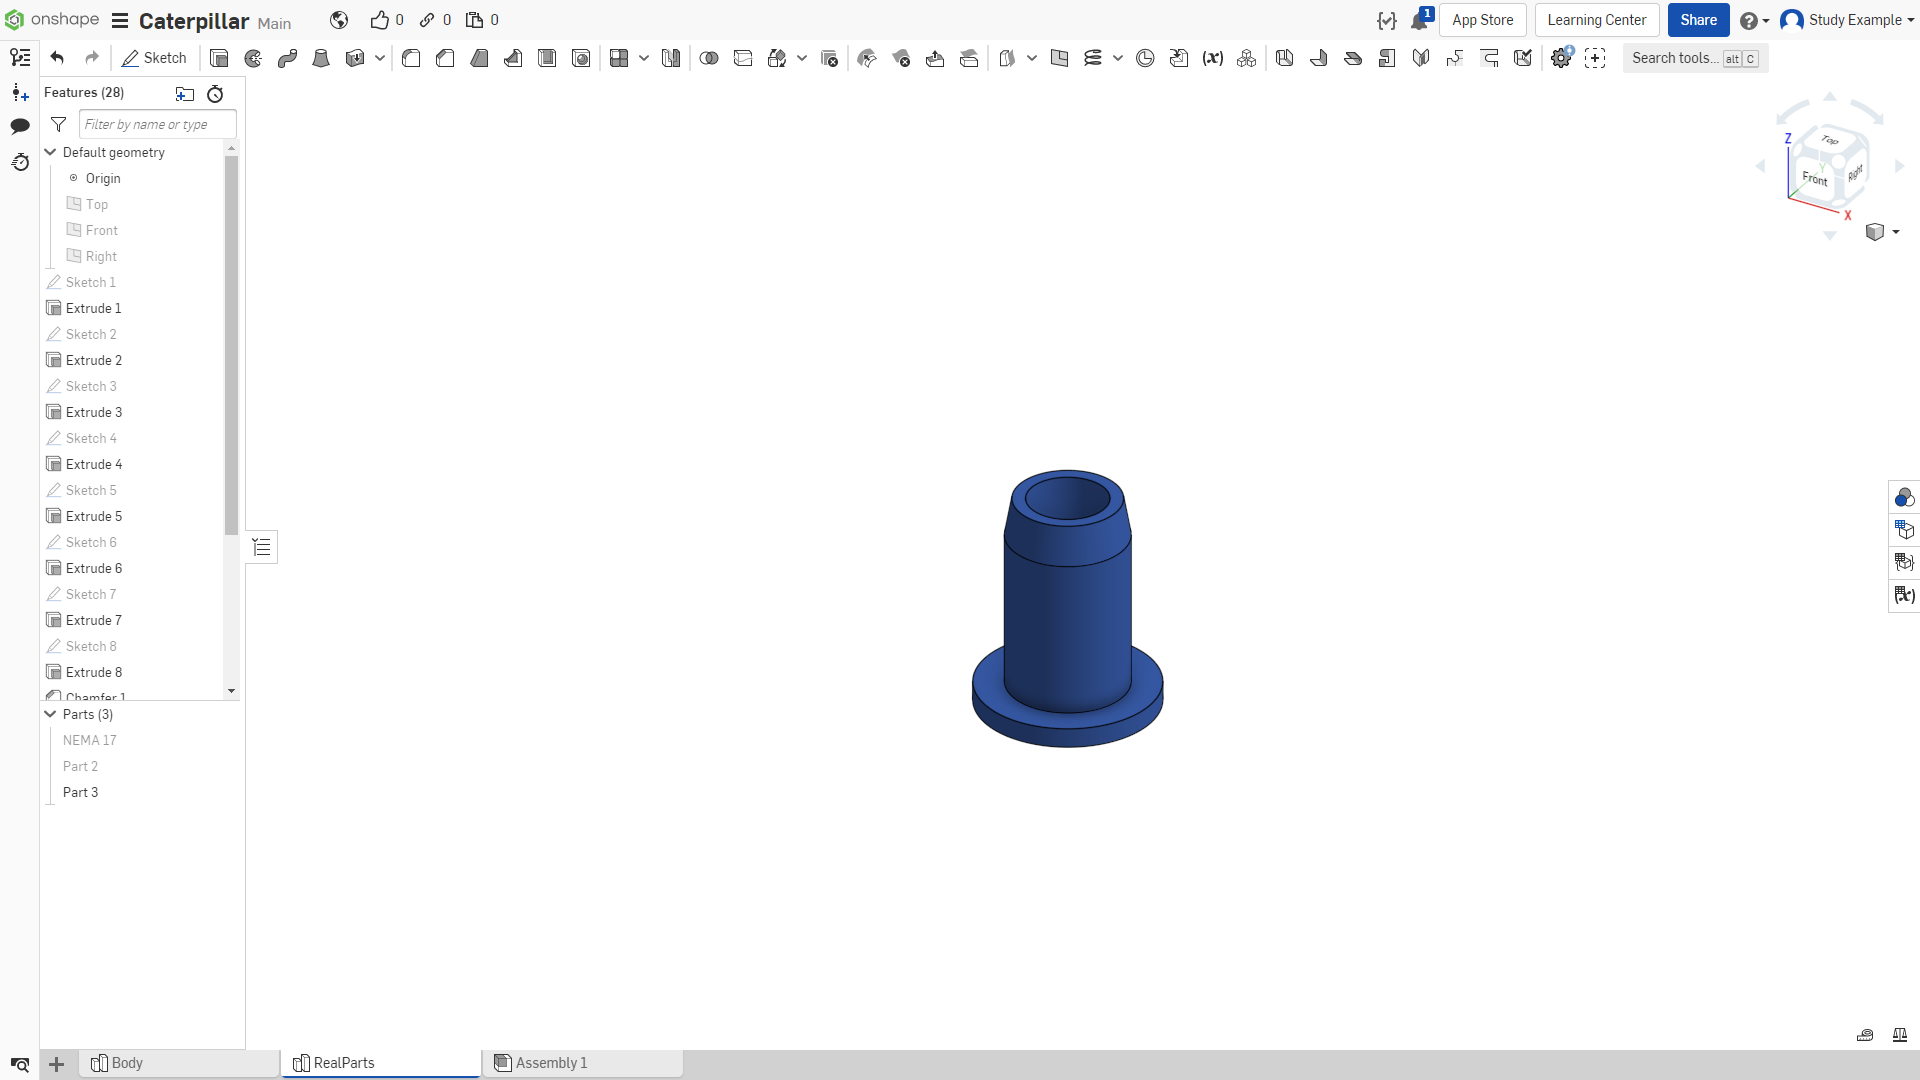 onshape Caterpillar Main 0 0 0 1 App Store Learning Center Share Study Example
Sketch (x) Search tools... alt C
Features (28)
Filter by name or type
Default geometry
Origin
Top
Front
Right
Sketch 1
Extrude 1
Sketch 2
Extrude 2
Sketch 3
Extrude 3
Sketch 4
Extrude 4
Sketch 5
Extrude 5
Sketch 6
Extrude 6
Sketch 7
Extrude 7
Sketch 8
Extrude 8
Chamfer 1
Parts (3)
NEMA 17
Part 2
Part 3
Z
Top
Y
Front
Right
X
(x)
Body
RealParts
Assembly 1